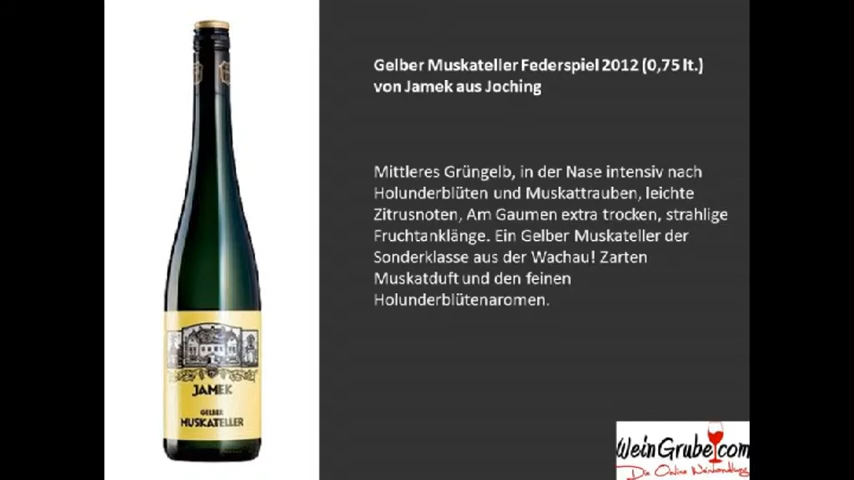 Gelber Muskateller Federspiel 2012 (0,75 lt.)
von Jamek aus Joching
Mittleres Grüngelb, in der Nase intensiv nach
Holunderblüten und Muskattrauben, leichte
Zitrusnoten, Am Gaumen extra trocken, strahlige
Fruchtanklänge. Ein Gelber Muskateller der
Sonderklasse aus der Wachau! Zarten
Muskatduft und den feinen
Holunderblütenaromen.
JAMEK
GELBER
MUSKATELLER
WeinGrube.com
Die Online Weinhandlung